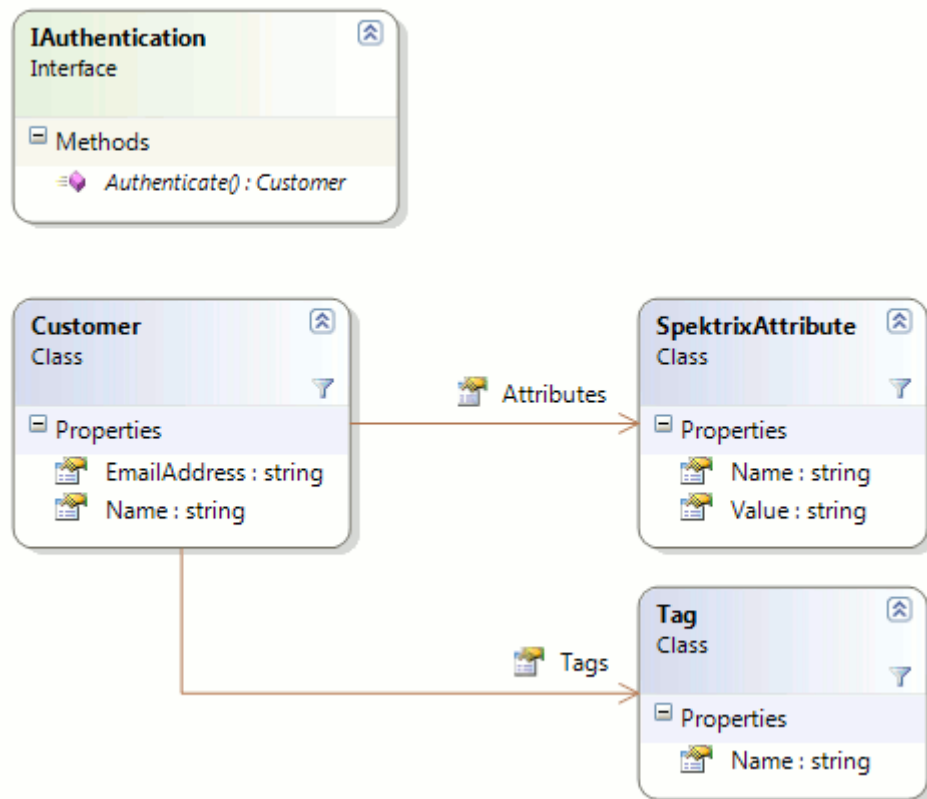 IAuthentication
Interface
Methods
Authenticate() : Customer
Customer
Class
Properties
EmailAddress : string
Name : string
Attributes
SpektrixAttribute
Class
Properties
Name : string
Value : string
Tags
Tag
Class
Properties
Name : string